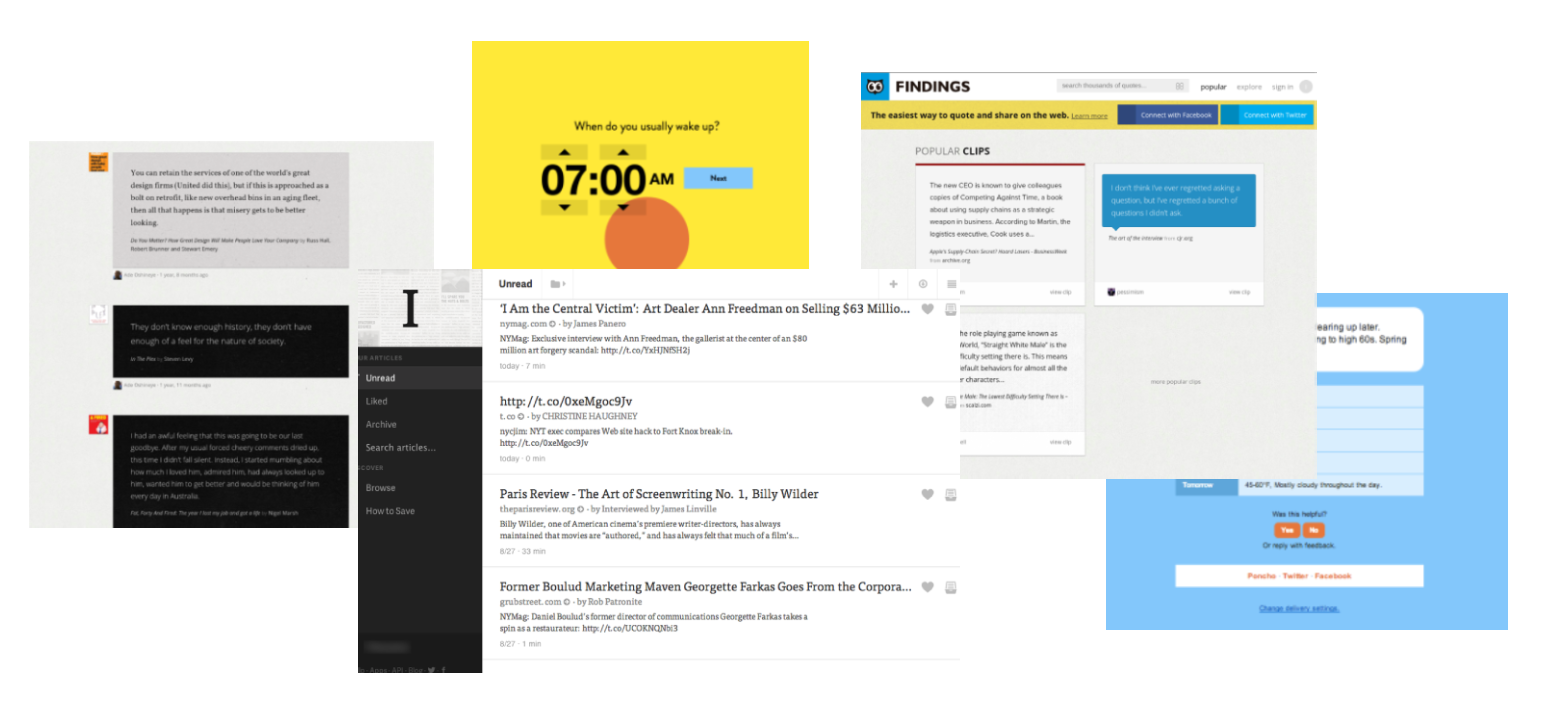 You can retain the services of one of the world's great
design firms (United did this), but if this is approached as a
bolt on retrofit, like new overhead bins in an aging fleet,
then all that happens is that misery gets to be better
looking.
Do You Matter? How Great Design Will Make People Love Your Company by Russ Hall,
Robert Brunner and Stewart Emery
1 year, 8 months ago
They don't know enough history, they don't have
enough of a feel for the nature of society.
In The Plex by Steven Levy
1 year, 11 months ago
I had an awful feeling that this was going to be our last
goodbye. After my usual forced cheery comments dried up,
this time I didn't fall silent. Instead, I started mumbling about
how much I loved him, admired him, had always looked up to
him, wanted him to get better and would be thinking of him
every day in Australia.
Fat, Forty And Fired: The year I lost my job and got a life by Nigel Marsh
When do you usually wake up?
07:00 AM
Next
I
Unread
Liked
Archive
Search articles...
Browse
How to Save
Apps · API · Blog
Unread
'I Am the Central Victim': Art Dealer Ann Freedman on Selling $63 Millio...
nymag.com · by James Panero
NYMag: Exclusive interview with Ann Freedman, the gallerist at the center of an $80
million art forgery scandal: http://t.co/YxHJNfSH2J
today · 7 min
http://t.co/0xeMgoc9Jv
t.co · by CHRISTINE HAUGHNEY
nycjim: NYT exec compares Web site hack to Fort Knox break-in.
http://t.co/0xeMgoc9Jv
today · 0 min
Paris Review - The Art of Screenwriting No. 1, Billy Wilder
theparisreview.org · by Interviewed by James Linville
Billy Wilder, one of American cinema's premiere writer-directors, has always
maintained that movies are "authored," and has always felt that much of a film's...
8/27 · 33 min
Former Boulud Marketing Maven Georgette Farkas Goes From the Corpora...
grubstreet.com · by Rob Patronite
NYMag: Daniel Boulud's former director of communications Georgette Farkas takes a
spin as a restaurateur: http://t.co/UCOKNQNbi3
8/27 · 1 min
FINDINGS
search thousands of quotes...
popular
explore
sign in
The easiest way to quote and share on the web. Learn more
Connect with Facebook
Connect with Twitter
POPULAR CLIPS
The new CEO is known to give colleagues
copies of Competing Against Time, a book
about using supply chains as a strategic
weapon in business. According to Martin, the
logistics executive, Cook uses a...
Apple's Supply-Chain Secret? Hoard Lasers - BusinessWeek
from archive.org
view clip
I don't think I've ever regretted asking a
question, but I've regretted a bunch of
questions I didn't ask.
The art of the interview from cjr.org
view clip
he role playing game known as
World, "Straight White Male" is the
ficulty setting there is. This means
efault behaviors for almost all the
r characters...
Male: The Lowest Difficulty Setting There Is -
scalzi.com
view clip
more popular clips
earing up later.
ng to high 60s. Spring
Tomorrow
45-60°F, Mostly cloudy throughout the day.
Was this helpful?
Yes
No
Or reply with feedback.
Poncho · Twitter · Facebook
Change delivery settings.